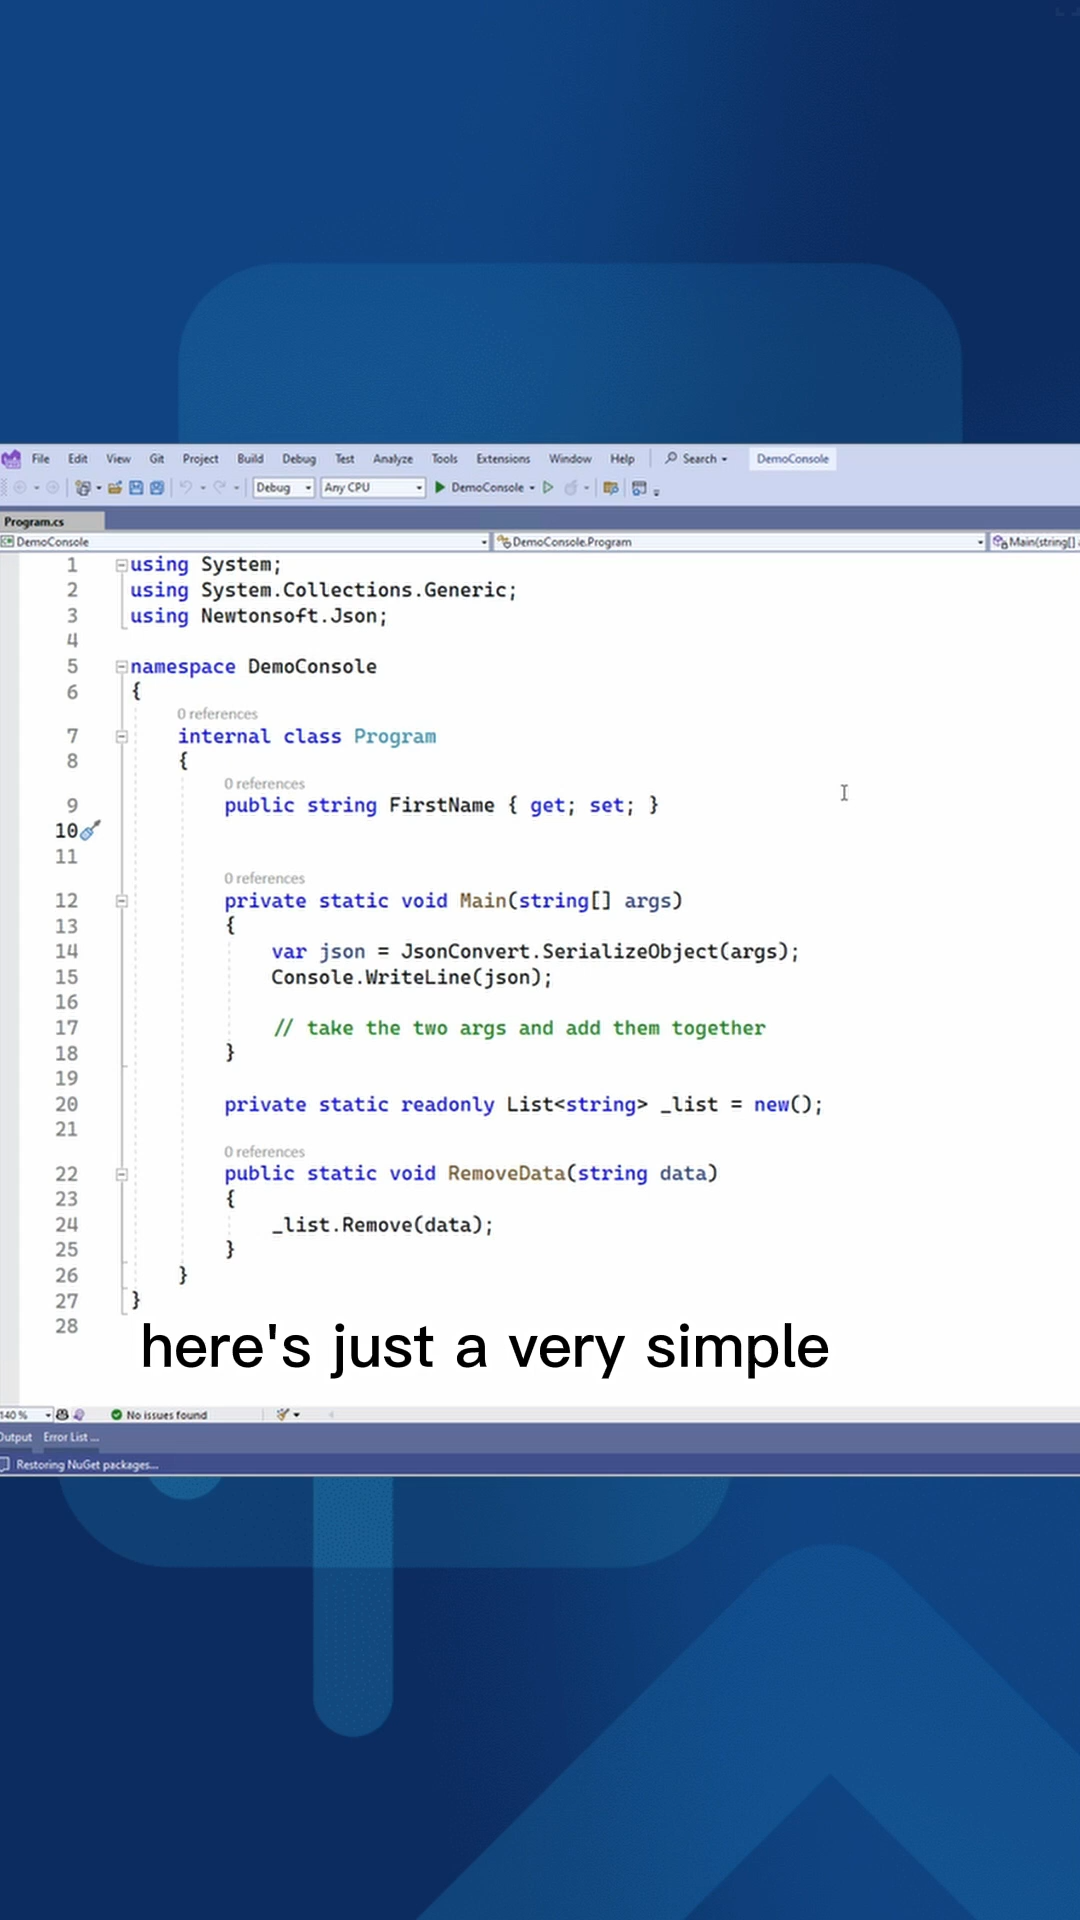 File Edit View Git Project Build Debug Test Analyze Tools Extensions Window Help Search DemoConsole
Debug Any CPU DemoConsole
Program.cs
DemoConsole DemoConsole.Program Main(string[]
1 using System;
2 using System.Collections.Generic;
3 using Newtonsoft.Json;
4
5 namespace DemoConsole
6 {
0 references
7 internal class Program
8 {
0 references
9 public string FirstName { get; set; }
10
11
0 references
12 private static void Main(string[] args)
13 {
14 var json = JsonConvert.SerializeObject(args);
15 Console.WriteLine(json);
16
17 // take the two args and add them together
18 }
19
20 private static readonly List<string> _list = new();
21
0 references
22 public static void RemoveData(string data)
23 {
24 _list.Remove(data);
25 }
26 }
27 }
28
here's just a very simple
140 % No issues found
Output Error List ...
Restoring NuGet packages...